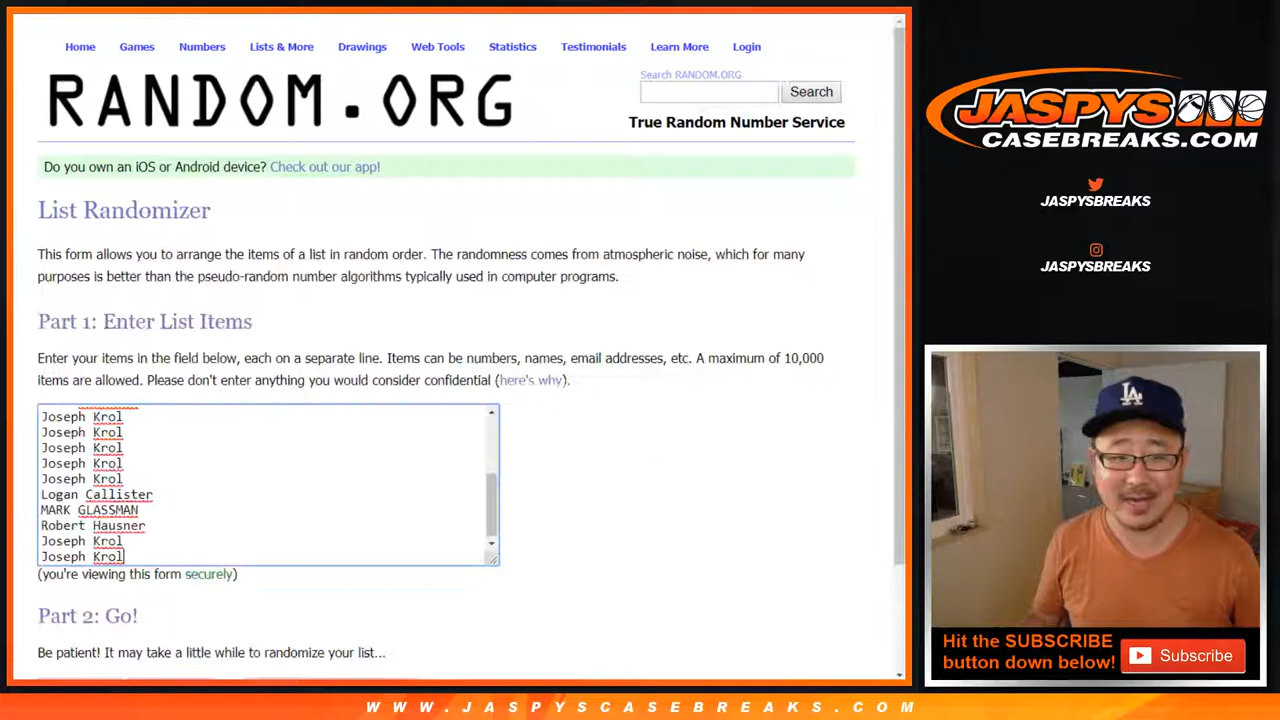 Home Games Numbers Lists & More Drawings Web Tools Statistics Testimonials Learn More Login
RANDOM.ORG
Search RANDOM.ORG
Search
True Random Number Service
Do you own an iOS or Android device? Check out our app!
List Randomizer
This form allows you to arrange the items of a list in random order. The randomness comes from atmospheric noise, which for many
purposes is better than the pseudo-random number algorithms typically used in computer programs.
Part 1: Enter List Items
Enter your items in the field below, each on a separate line. Items can be numbers, names, email addresses, etc. A maximum of 10,000
items are allowed. Please don't enter anything you would consider confidential (here's why).
Joseph Krol
Joseph Krol
Joseph Krol
Joseph Krol
Joseph Krol
Logan Callister
MARK GLASSMAN
Robert Hausner
Joseph Krol
Joseph Krol
(you're viewing this form securely)
Part 2: Go!
Be patient! It may take a little while to randomize your list...
JASPYS
CASEBREAKS.COM
JASPYSBREAKS
JASPYSBREAKS
LA
Hit the SUBSCRIBE
button down below!
Subscribe
WWW.JASPYSCASEBREAKS.COM